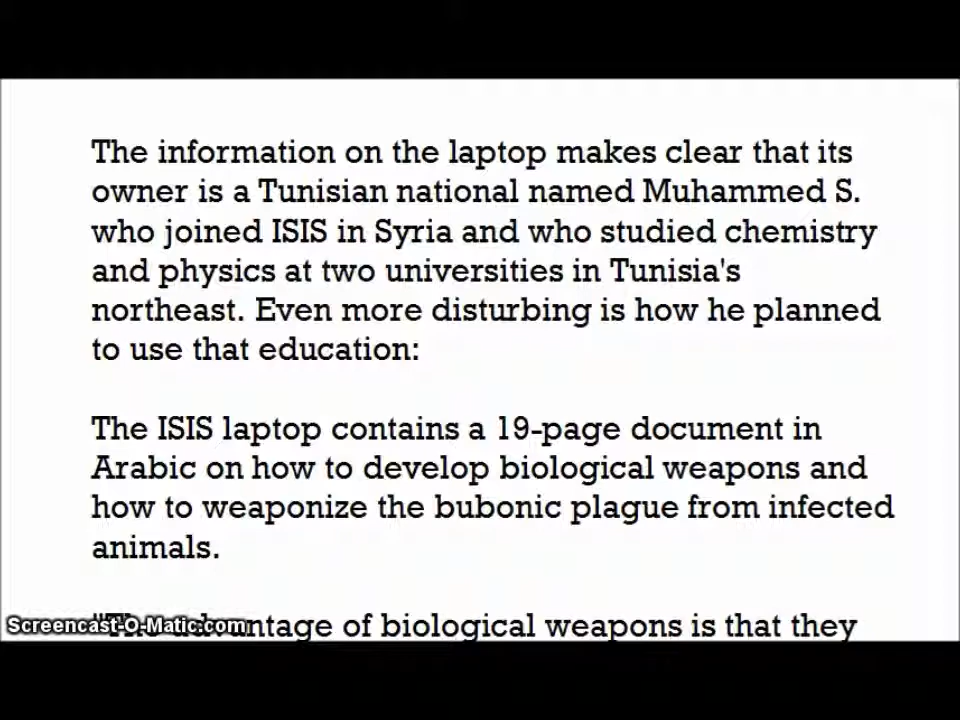 The information on the laptop makes clear that its
owner is a Tunisian national named Muhammed S.
who joined ISIS in Syria and who studied chemistry
and physics at two universities in Tunisia's
northeast. Even more disturbing is how he planned
to use that education:
The ISIS laptop contains a 19-page document in
Arabic on how to develop biological weapons and
how to weaponize the bubonic plague from infected
animals.
"The advantage of biological weapons is that they
Screencast-O-Matic.com